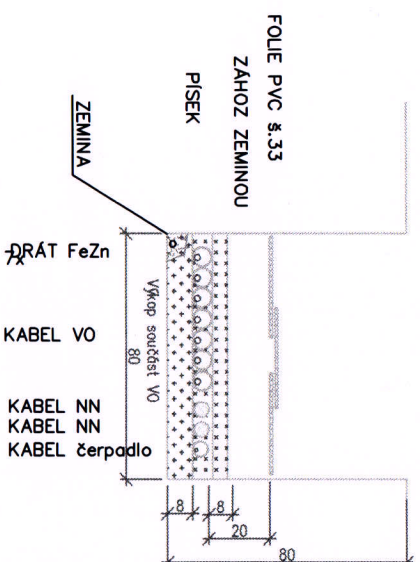 FOLIE PVC š.33
ZÁHOZ ZEMINOU
PÍSEK
ZEMINA
DRÁT FeZn
7x
KABEL VO
KABEL NN
KABEL NN
KABEL čerpadlo
Výkop součást VO
80
8
8
20
80